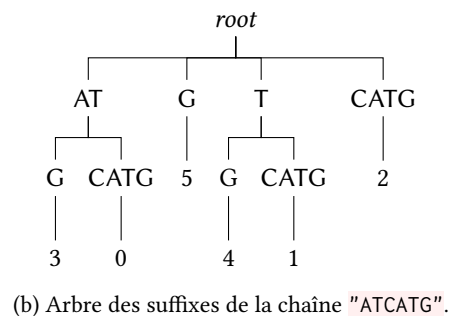 root
AT G T CATG
G CATG 5 G CATG 2
3 0 4 1
(b) Arbre des suffixes de la chaîne "ATCATG".